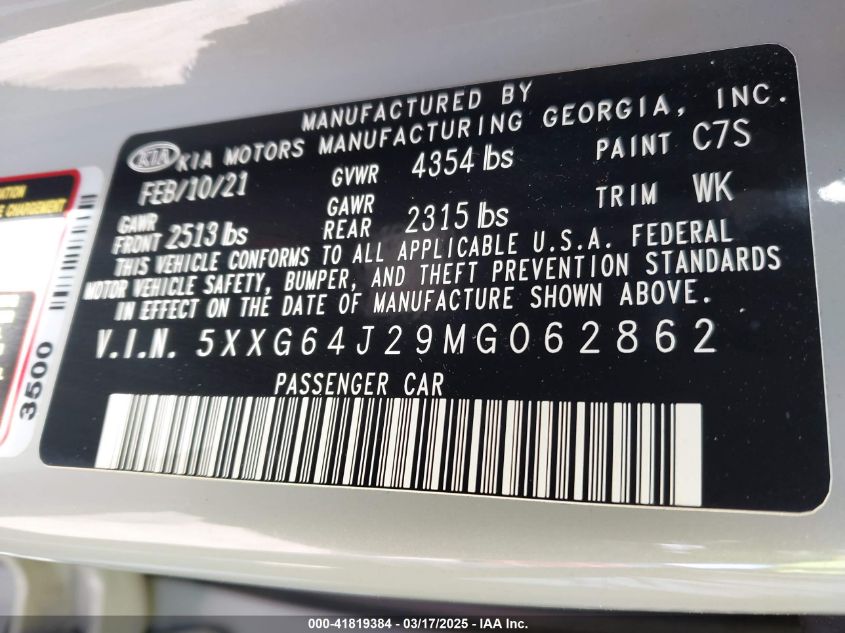 MANUFACTURED BY
KIA KIA MOTORS MANUFACTURING GEORGIA, INC.
FEB/10/21 GVWR 4354 lbs PAINT C7S
GAWR FRONT 2513 lbs GAWR REAR 2315 lbs TRIM WK
THIS VEHICLE CONFORMS TO ALL APPLICABLE U.S.A. FEDERAL
MOTOR VEHICLE SAFETY, BUMPER, AND THEFT PREVENTION STANDARDS
IN EFFECT ON THE DATE OF MANUFACTURE SHOWN ABOVE.
V.I.N. 5XXG64J29MG062862
PASSENGER CAR
3500
000-41819384 - 03/17/2025 - IAA Inc.